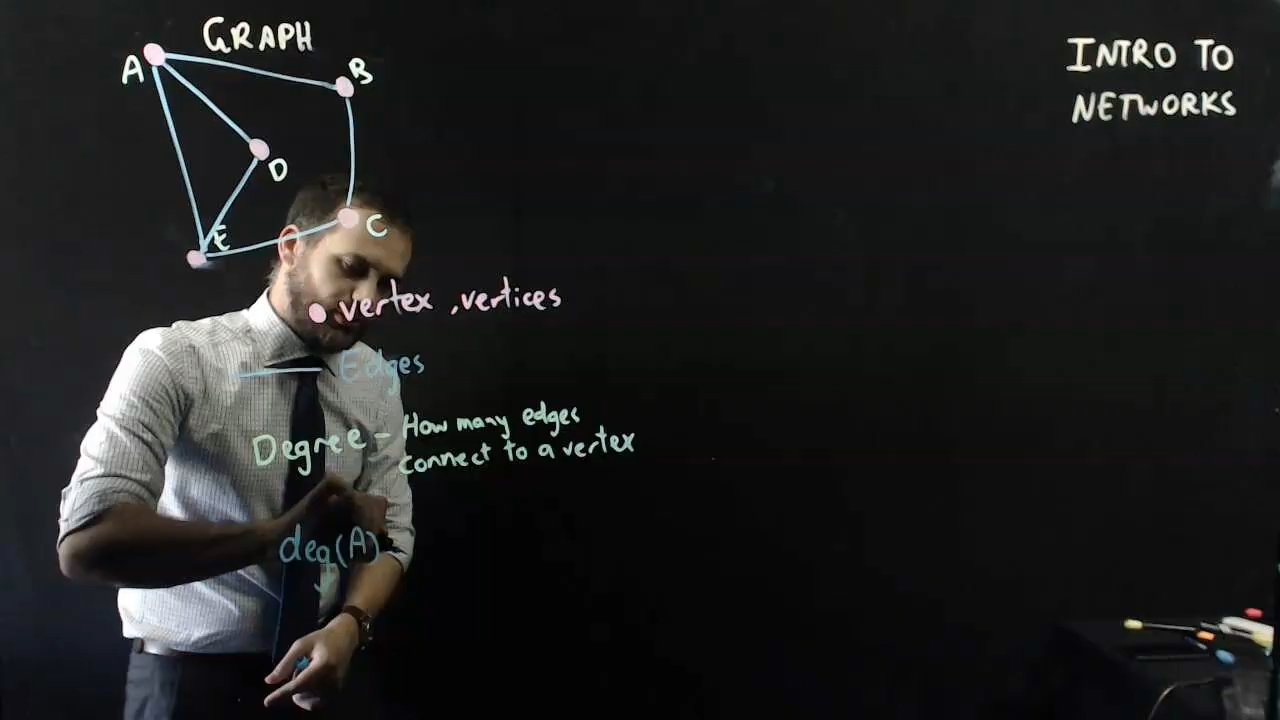 GRAPH
A
B
D
C
E
INTRO TO
NETWORKS
vertex, vertices
Edges
Degree - How many edges
connect to a vertex
deg(A)